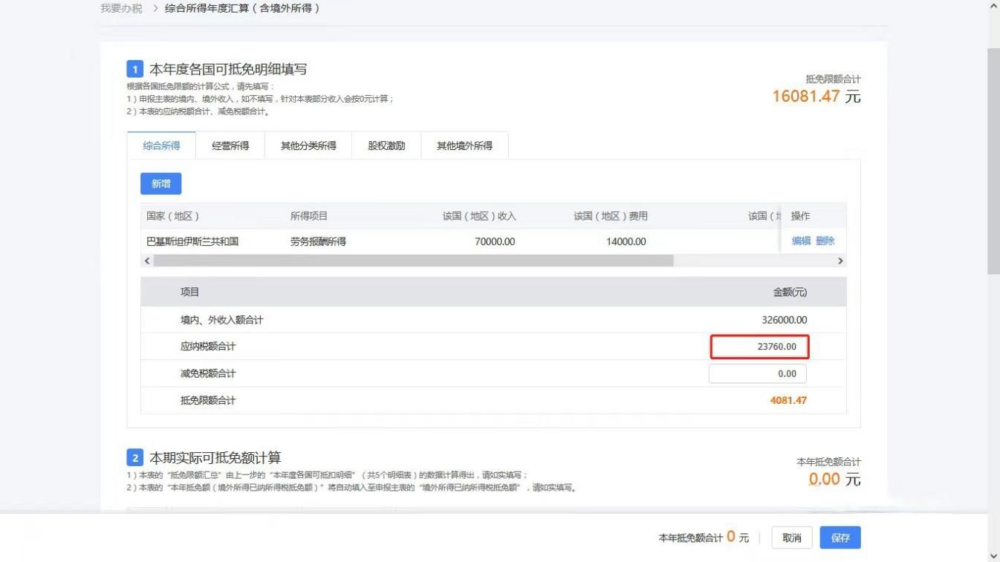 我要办税 > 综合所得年度汇算（含境外所得）
1 本年度各国可抵免明细填写
根据各国抵免限额的计算公式，请先填写：
1）申报主表的境内、境外收入，如不填写，针对本表部分收入会按0元计算；
2）本表的应纳税额合计、减免税额合计。
抵免限额合计
16081.47 元
综合所得 经营所得 其他分类所得 股权激励 其他境外所得
新增
国家（地区） 所得项目 该国（地区）收入 该国（地区）费用 该国（ 操作
巴基斯坦伊斯兰共和国 劳务报酬所得 70000.00 14000.00 编辑 删除
项目 金额(元)
境内、外收入额合计 326000.00
应纳税额合计 23760.00
减免税额合计 0.00
抵免限额合计 4081.47
2 本期实际可抵免额计算
1）本表的“抵免限额汇总”由上一步的“本年度各国可抵扣明细”（共5个明细表）的数据计算得出，请如实填写；
2）本表的“本年抵免额（境外所得已纳所得税抵免额）”将自动填入至申报主表的“境外所得已纳所得税抵免额”，请如实填写。
本年抵免额合计
0.00 元
本年抵免额合计 0 元 取消 保存